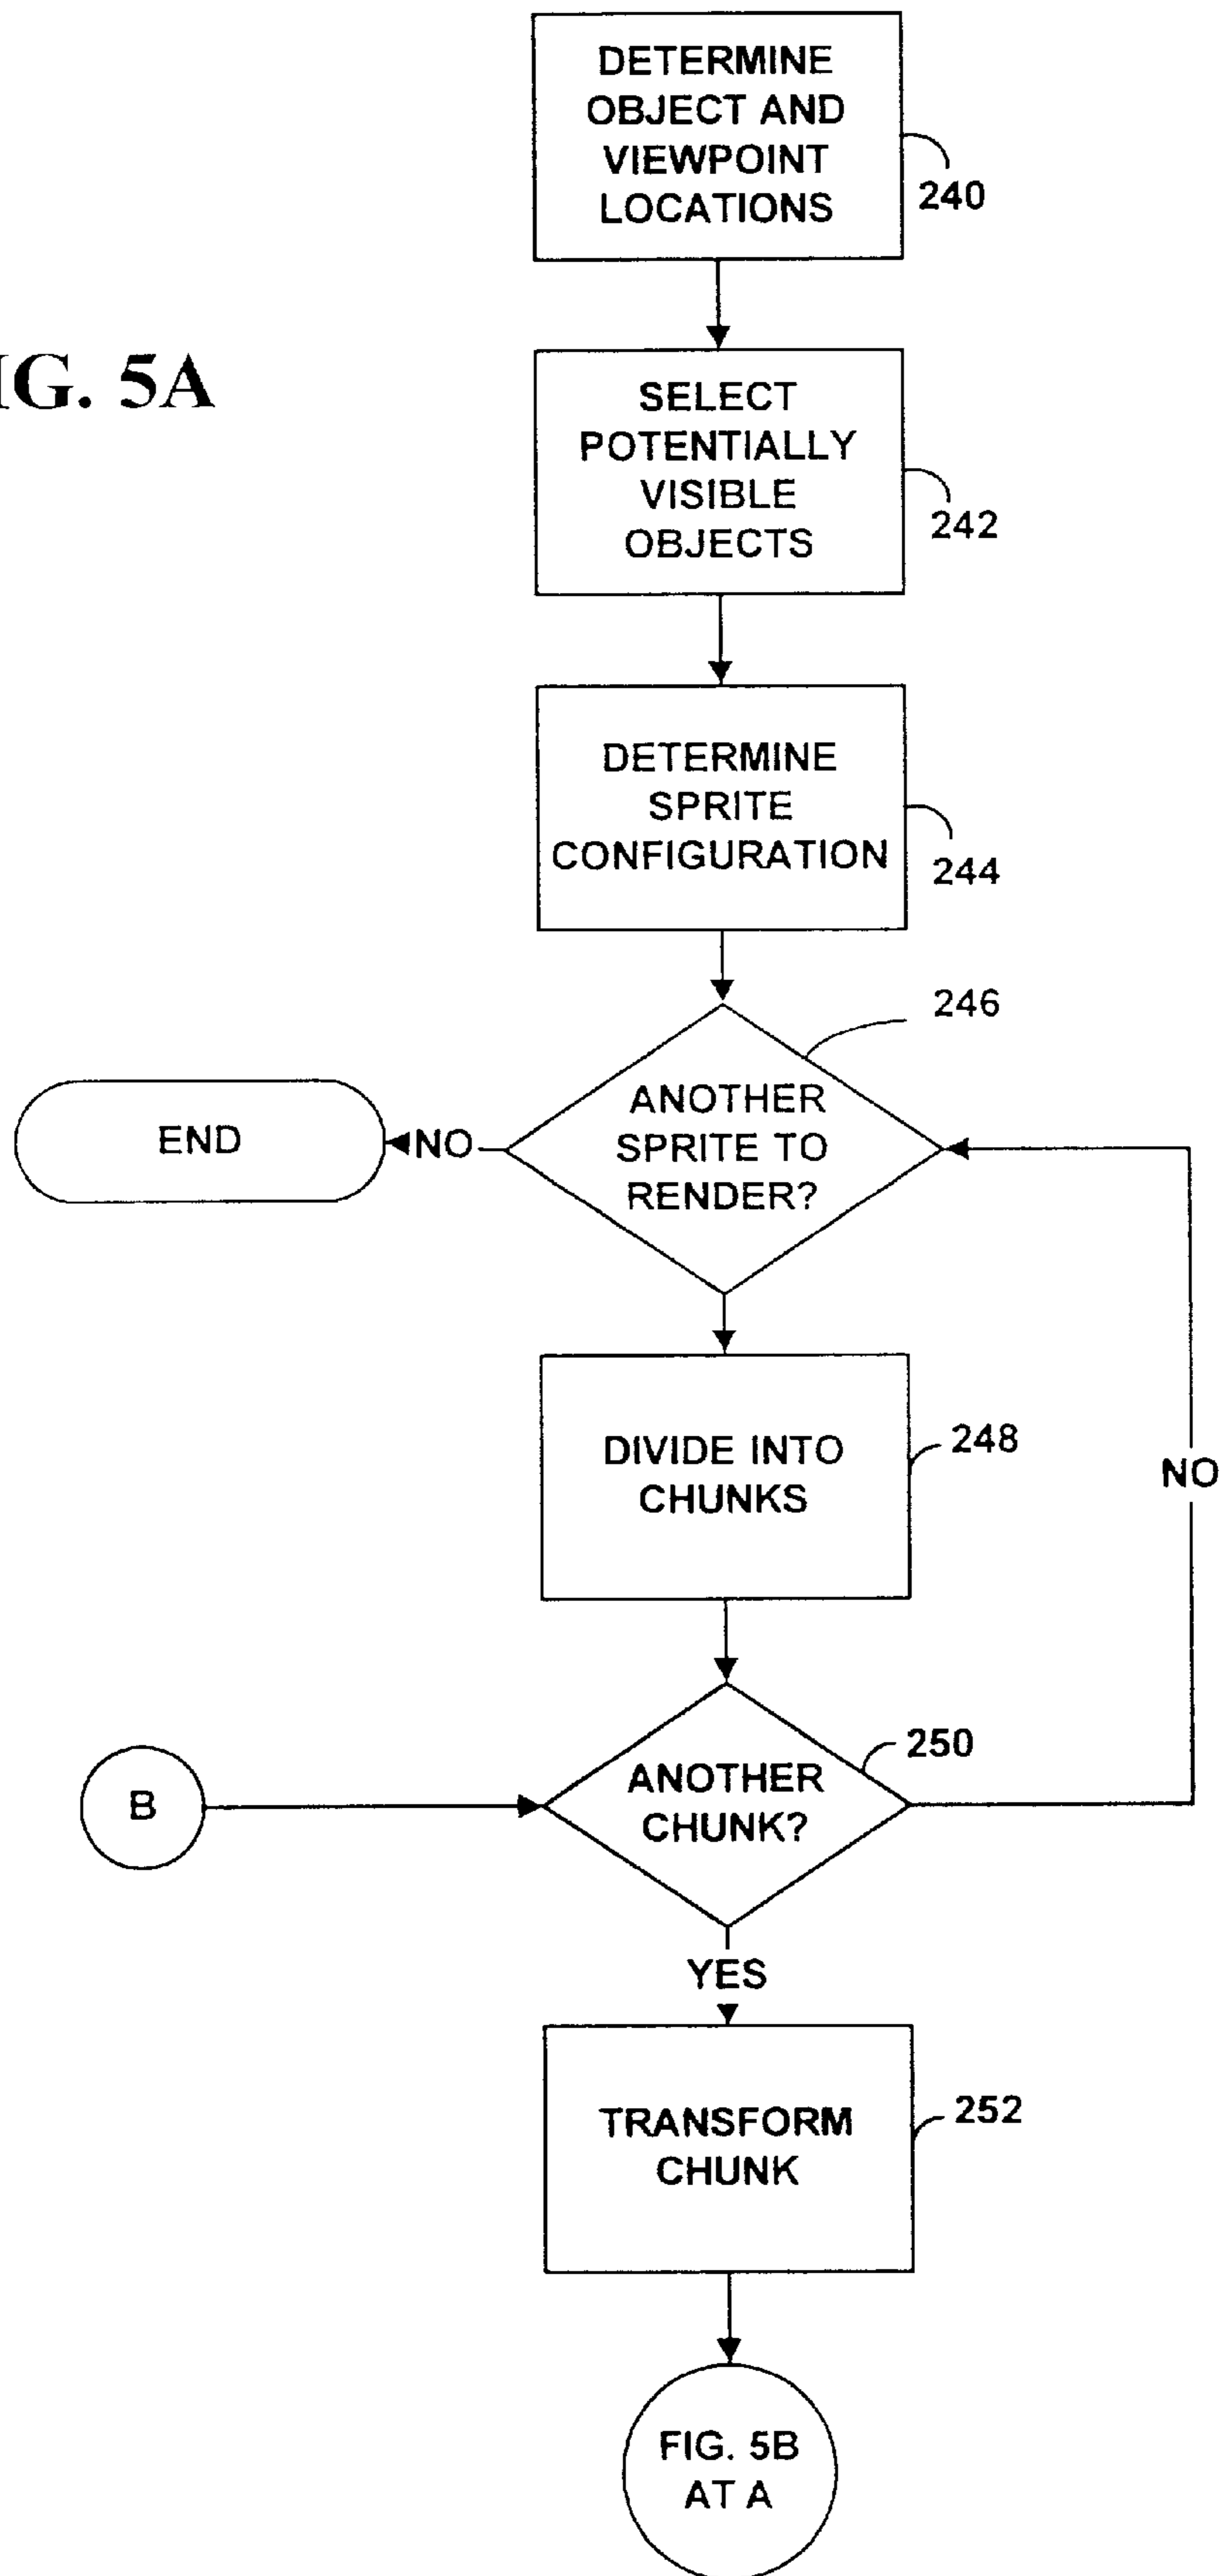 DETERMINE
OBJECT AND
VIEWPOINT
LOCATIONS
240
IG. 5A
SELECT
POTENTIALLY
VISIBLE
OBJECTS
242
DETERMINE
SPRITE
CONFIGURATION
244
246
ANOTHER
SPRITE TO
RENDER?
NO
END
DIVIDE INTO
CHUNKS
248
NO
B
ANOTHER
CHUNK?
250
YES
TRANSFORM
CHUNK
252
FIG. 5B
AT A